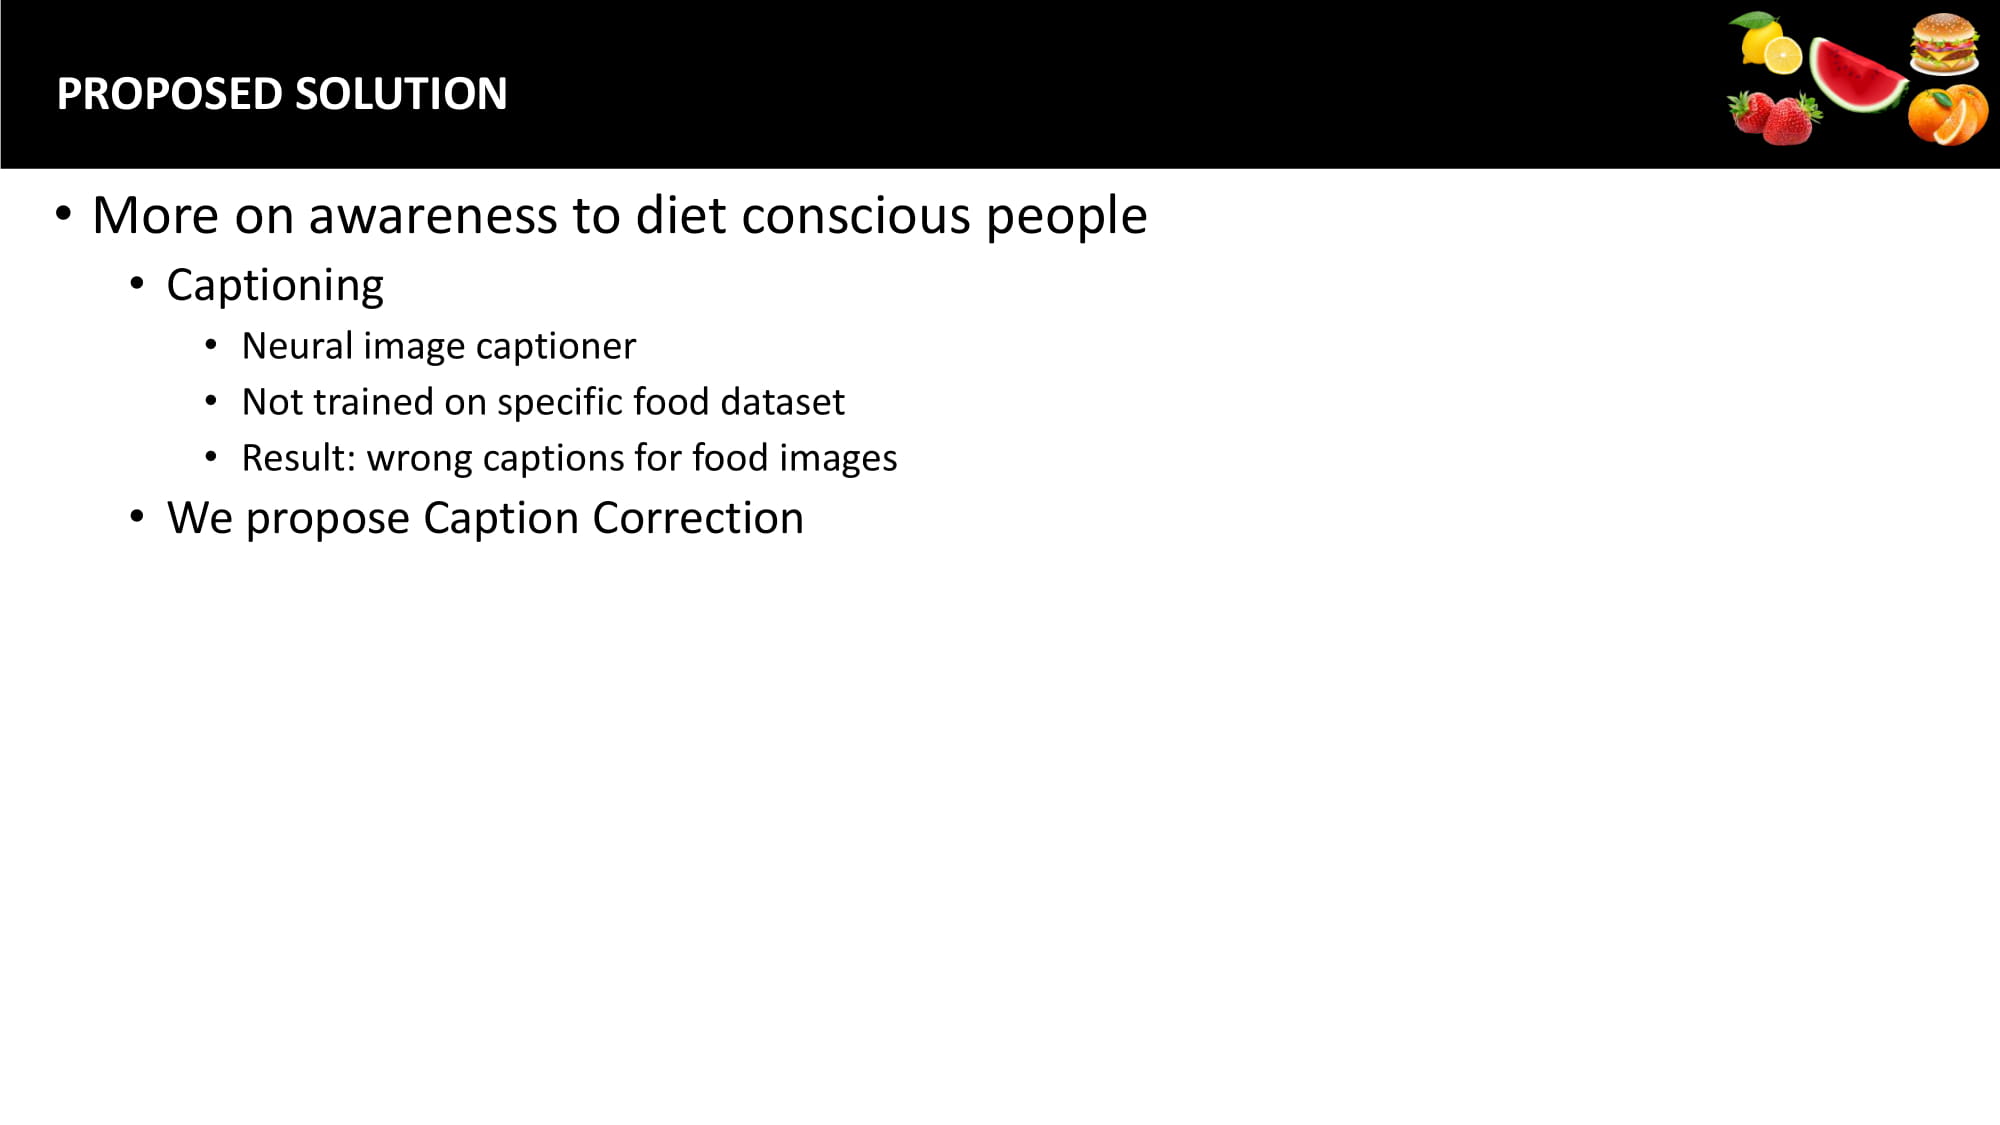 PROPOSED SOLUTION
• More on awareness to diet conscious people
• Captioning
• Neural image captioner
• Not trained on specific food dataset
• Result: wrong captions for food images
• We propose Caption Correction